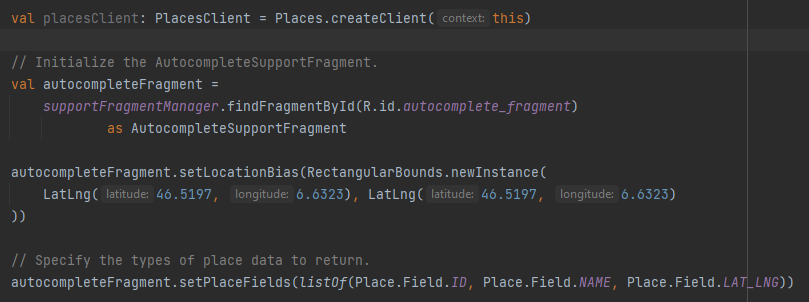 val placesClient: PlacesClient = Places.createClient( context: this)
// Initialize the AutocompleteSupportFragment.
val autocompleteFragment =
supportFragmentManager.findFragmentById(R.id.autocomplete_fragment)
as AutocompleteSupportFragment
autocompleteFragment.setLocationBias(RectangularBounds.newInstance(
LatLng( latitude: 46.5197, longitude: 6.6323), LatLng( latitude: 46.5197, longitude: 6.6323)
))
// Specify the types of place data to return.
autocompleteFragment.setPlaceFields(listOf(Place.Field.ID, Place.Field.NAME, Place.Field.LAT_LNG))